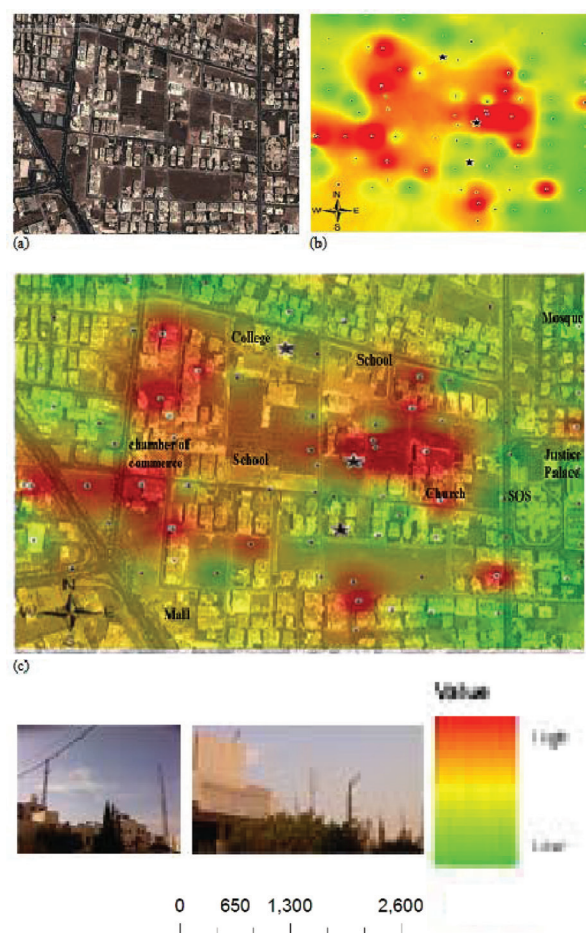 (a)
N
W E
S
(b)
College
School
Mosque
chamber of
commerce
School
Justice
Palace
Church
SOS
N
W E
S
Mall
(c)
Value
High
Low
0 650 1,300 2,600